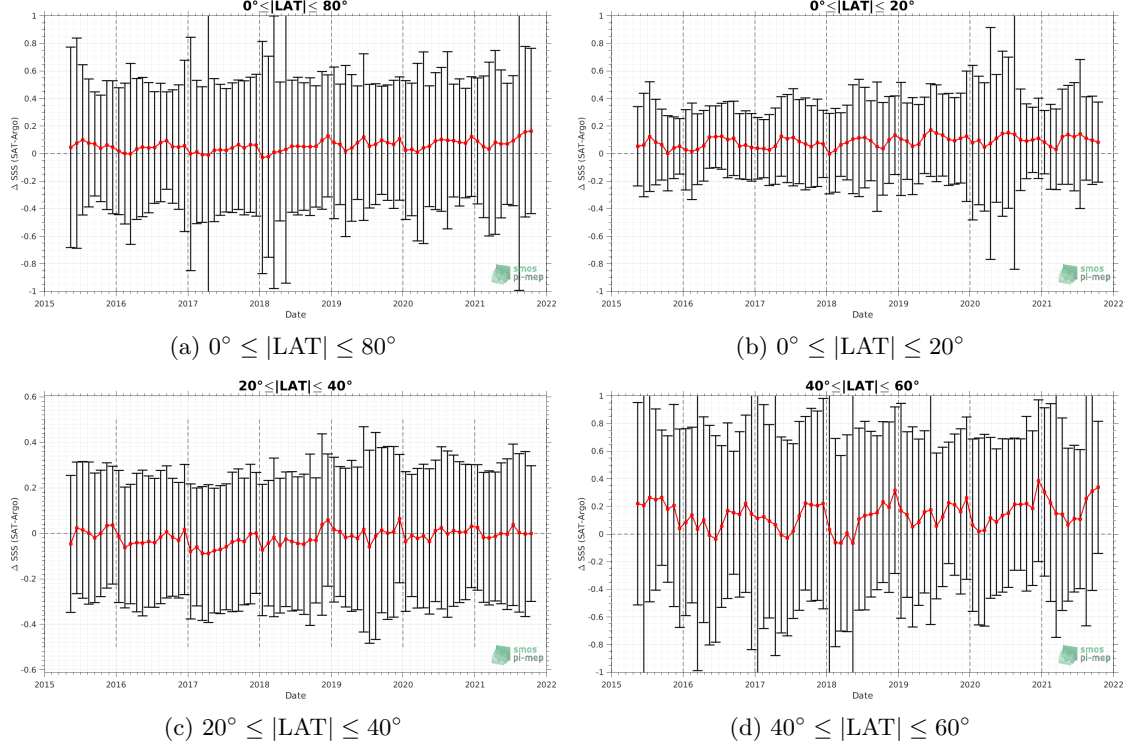 0°≤|LAT|≤ 80°
1
0.8
0.6
0.4
0.2
0
-0.2
-0.4
-0.6
-0.8
-1
Δ SSS (SAT-Argo)
2015 2016 2017 2018 2019 2020 2021 2022
Date
smos
pi-mep
(a) 0° ≤ |LAT| ≤ 80°
0°≤|LAT|≤ 20°
1
0.8
0.6
0.4
0.2
0
-0.2
-0.4
-0.6
-0.8
-1
Δ SSS (SAT-Argo)
2015 2016 2017 2018 2019 2020 2021 2022
Date
smos
pi-mep
(b) 0° ≤ |LAT| ≤ 20°
20°≤|LAT|≤ 40°
0.6
0.4
0.2
0
-0.2
-0.4
-0.6
Δ SSS (SAT-Argo)
2015 2016 2017 2018 2019 2020 2021 2022
Date
smos
pi-mep
(c) 20° ≤ |LAT| ≤ 40°
40°≤|LAT|≤ 60°
1
0.8
0.6
0.4
0.2
0
-0.2
-0.4
-0.6
-0.8
-1
Δ SSS (SAT-Argo)
2015 2016 2017 2018 2019 2020 2021 2022
Date
smos
pi-mep
(d) 40° ≤ |LAT| ≤ 60°